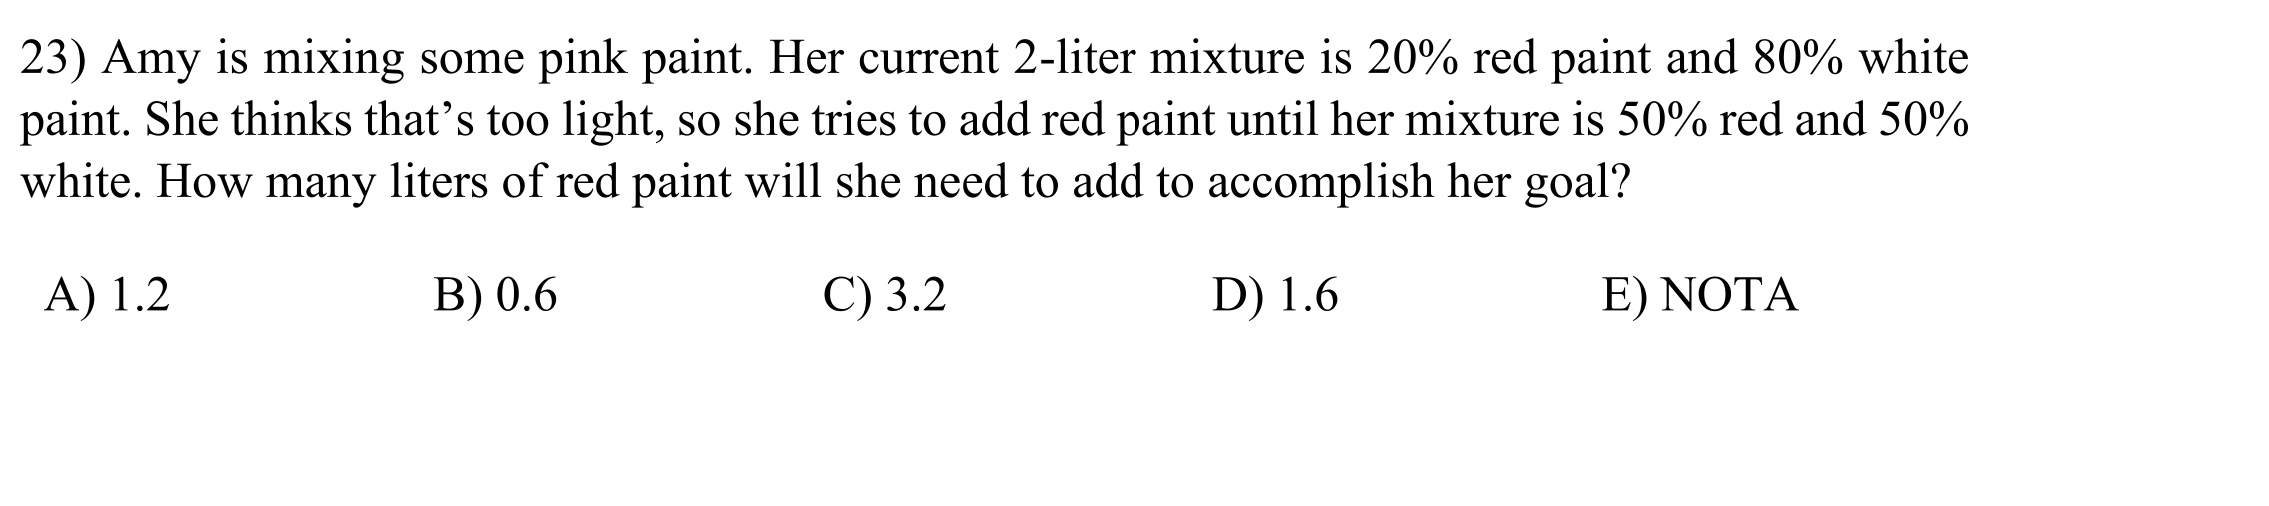 23) Amy is mixing some pink paint. Her current 2-liter mixture is 20% red paint and 80% white
paint. She thinks that’s too light, so she tries to add red paint until her mixture is 50% red and 50%
white. How many liters of red paint will she need to add to accomplish her goal?
A) 1.2 B) 0.6 C) 3.2 D) 1.6 E) NOTA